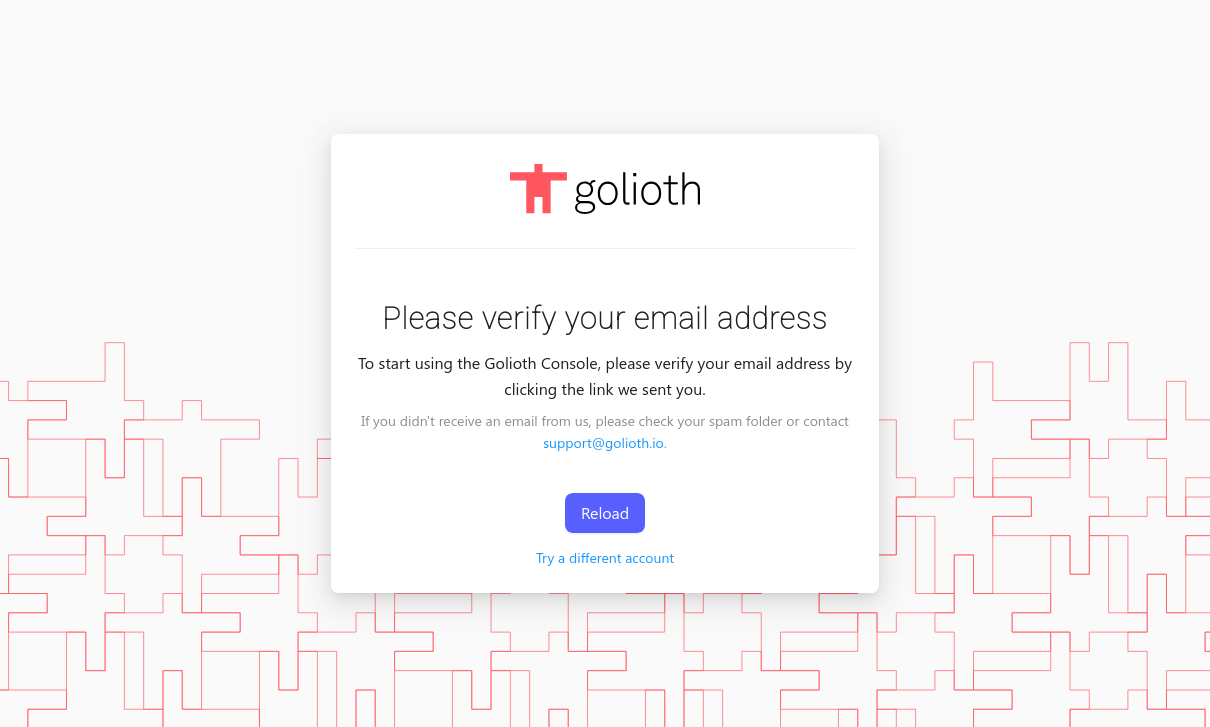 golioth
Please verify your email address
To start using the Golioth Console, please verify your email address by
clicking the link we sent you.
If you didn't receive an email from us, please check your spam folder or contact
support@golioth.io.
Reload
Try a different account